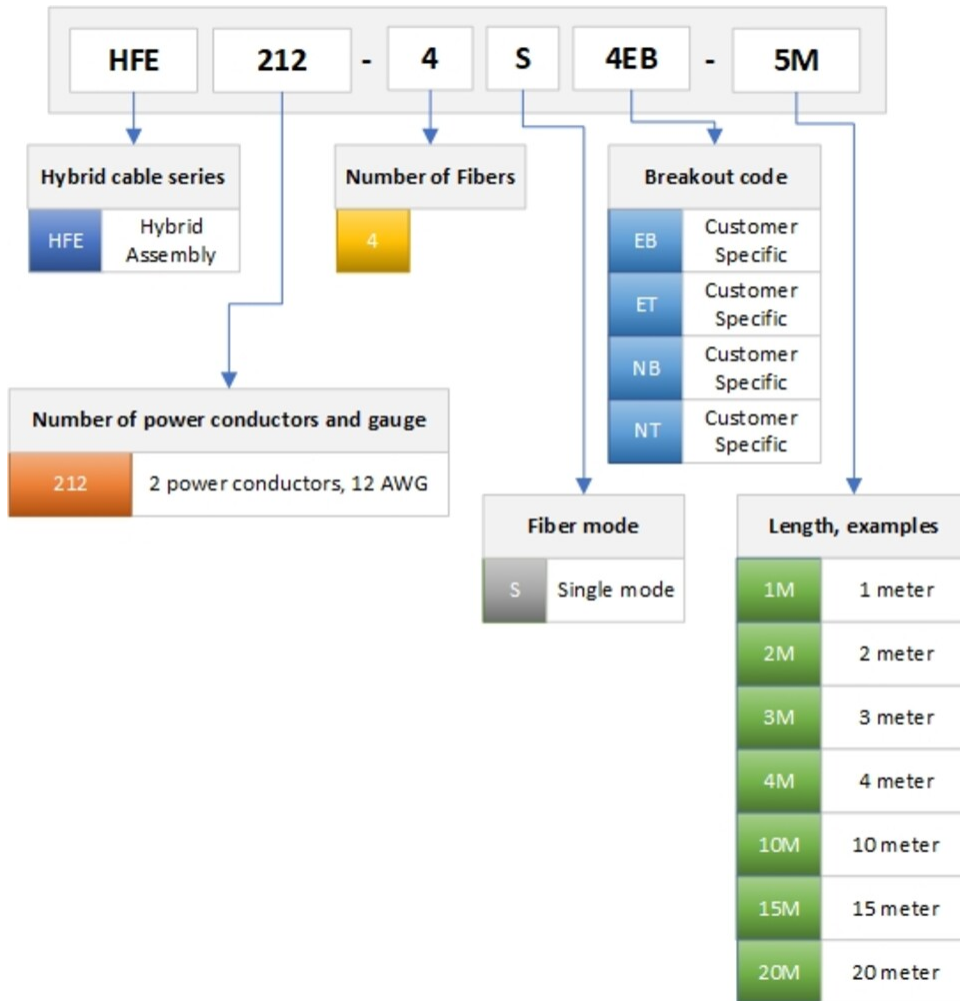 HFE 212 - 4 S 4EB - 5M
Hybrid cable series
HFE Hybrid
Assembly
Number of Fibers
4
Breakout code
EB Customer
Specific
ET Customer
Specific
NB Customer
Specific
NT Customer
Specific
Number of power conductors and gauge
212 2 power conductors, 12 AWG
Fiber mode
S Single mode
Length, examples
1M 1 meter
2M 2 meter
3M 3 meter
4M 4 meter
10M 10 meter
15M 15 meter
20M 20 meter